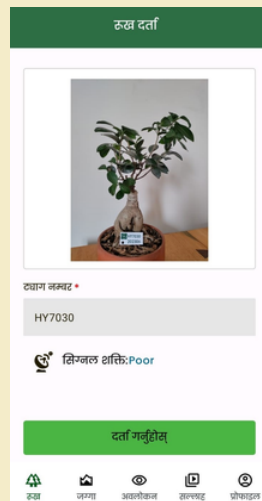 रूख दर्ता
ट्याग नम्बर *
HY7030
सिग्नल शक्ति:Poor
दर्ता गर्नुहोस्
रूख जग्गा अवलोकन सल्लाह प्रोफाइल